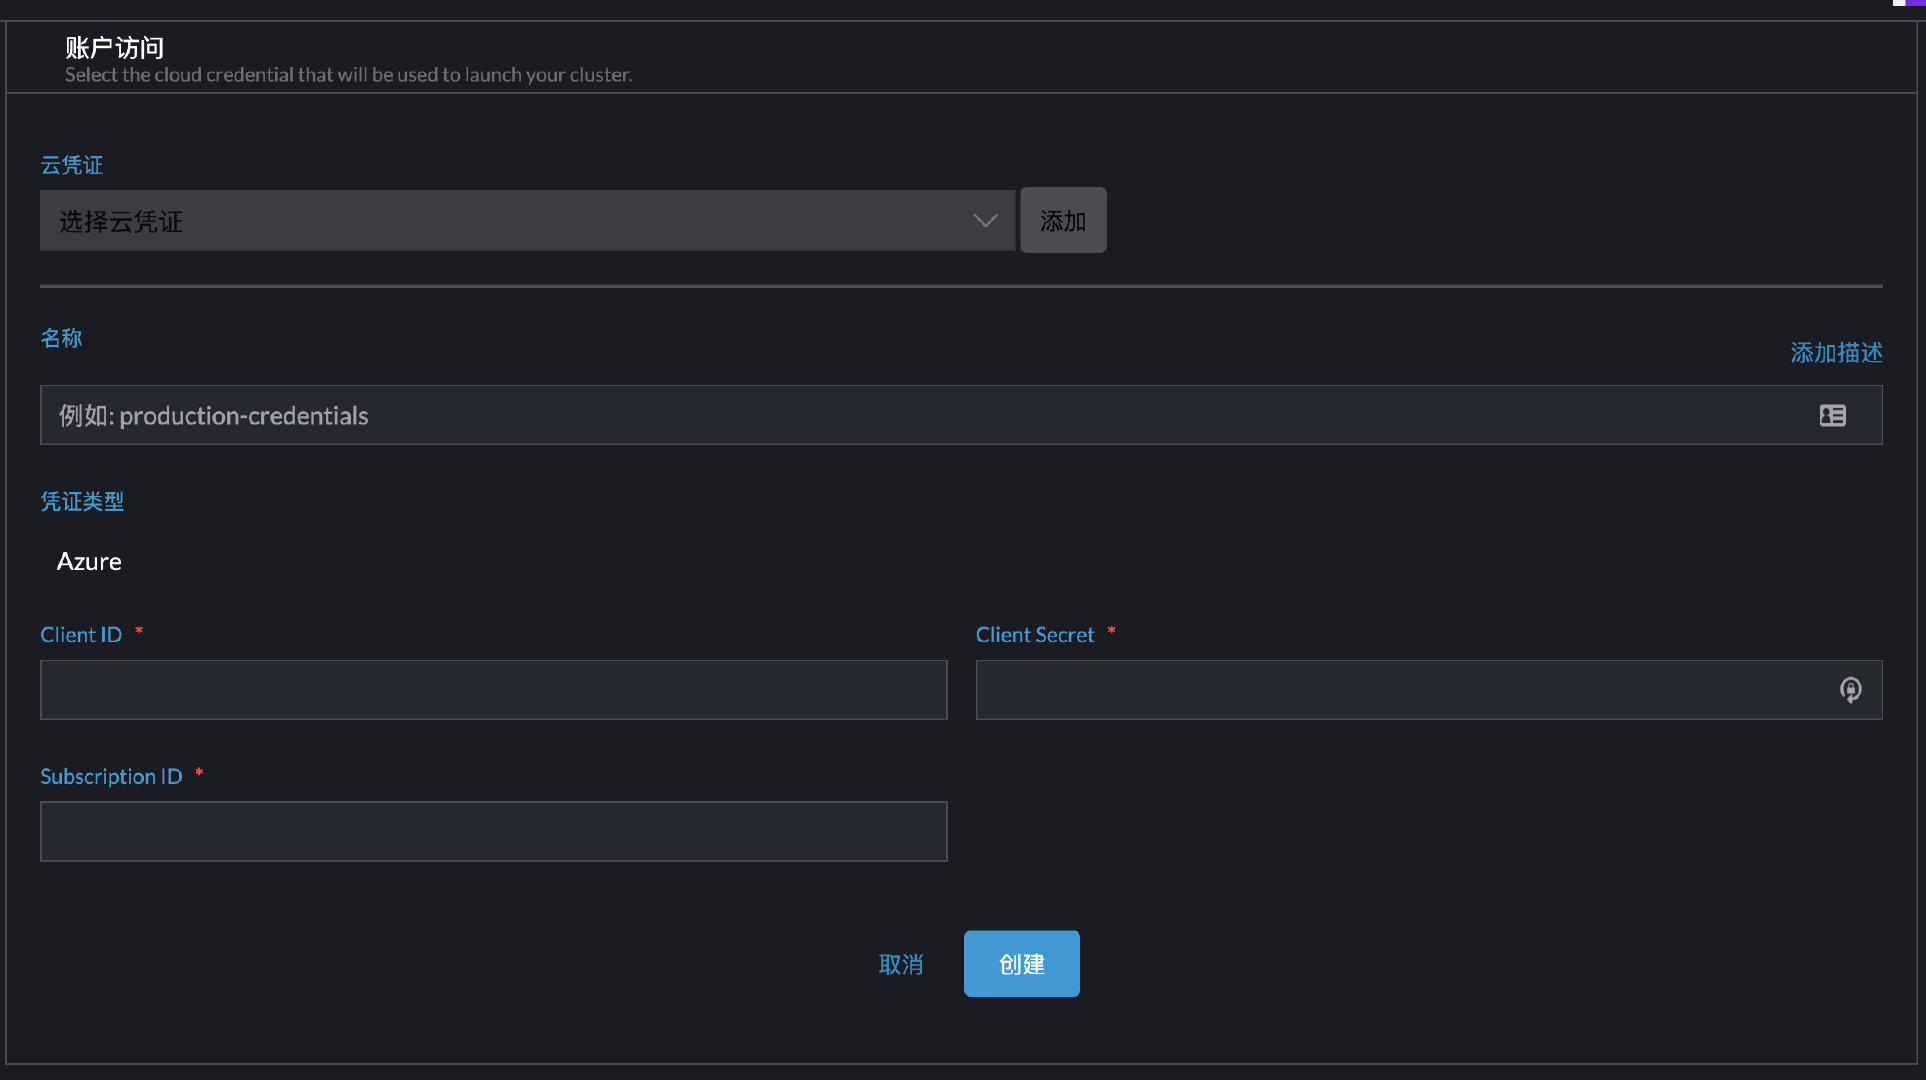 账户访问
Select the cloud credential that will be used to launch your cluster.
云凭证
选择云凭证
添加
名称
添加描述
例如: production-credentials
凭证类型
Azure
Client ID *
Client Secret *
Subscription ID *
取消
创建